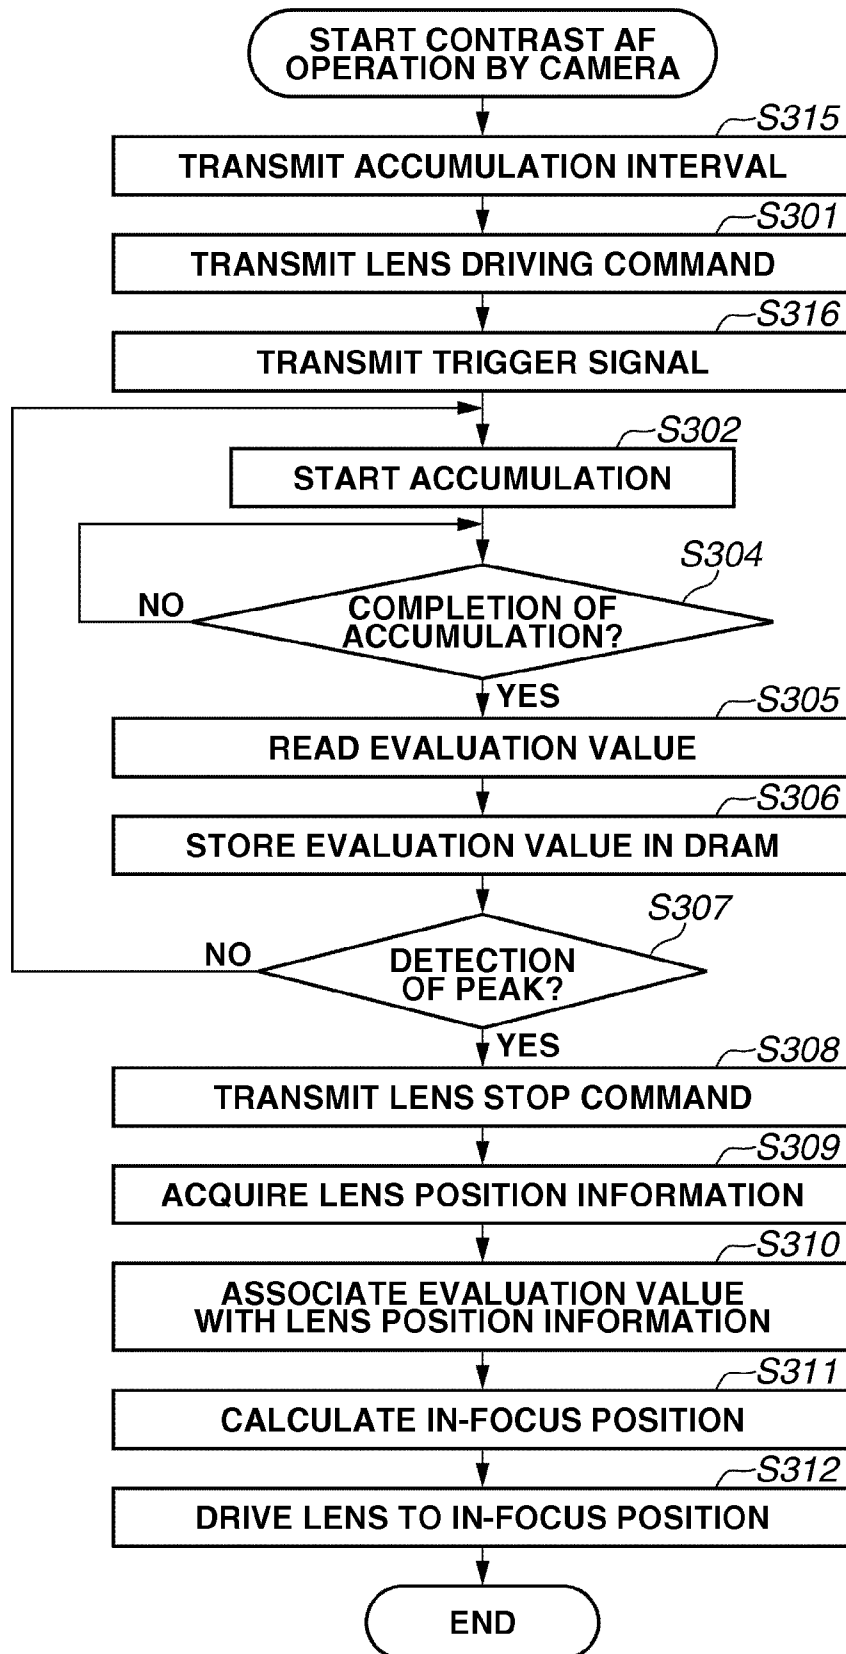 START CONTRAST AF
OPERATION BY CAMERA
S315
TRANSMIT ACCUMULATION INTERVAL
S301
TRANSMIT LENS DRIVING COMMAND
S316
TRANSMIT TRIGGER SIGNAL
S302
START ACCUMULATION
S304
NO
COMPLETION OF
ACCUMULATION?
YES
S305
READ EVALUATION VALUE
S306
STORE EVALUATION VALUE IN DRAM
S307
NO
DETECTION
OF PEAK?
YES
S308
TRANSMIT LENS STOP COMMAND
S309
ACQUIRE LENS POSITION INFORMATION
S310
ASSOCIATE EVALUATION VALUE
WITH LENS POSITION INFORMATION
S311
CALCULATE IN-FOCUS POSITION
S312
DRIVE LENS TO IN-FOCUS POSITION
END